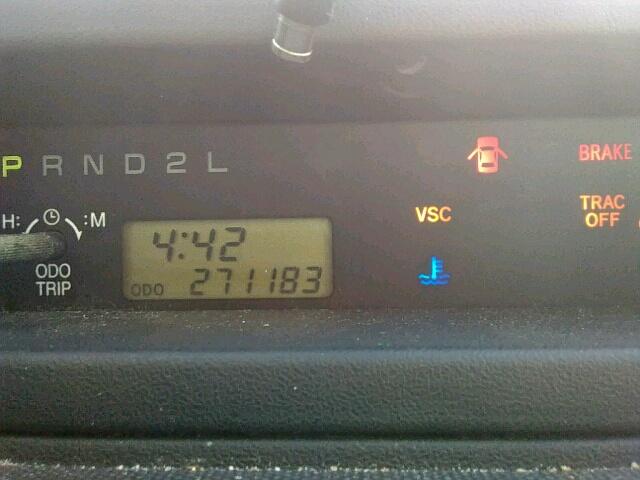 P R N D 2 L
BRAKE
H: :M
VSC
TRAC
OFF
4:42
ODO
TRIP
ODO 271183